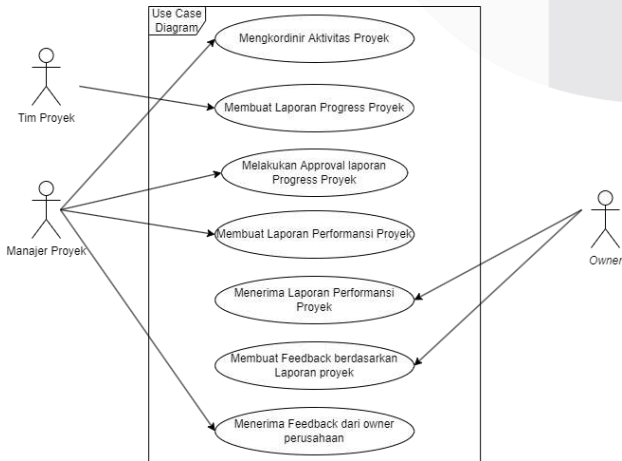 Use Case
Diagram
Mengkordinir Aktivitas Proyek
Tim Proyek
Membuat Laporan Progress Proyek
Melakukan Approval laporan
Progress Proyek
Manajer Proyek
Membuat Laporan Performansi Proyek
Owner
Menerima Laporan Performansi
Proyek
Membuat Feedback berdasarkan
Laporan proyek
Menerima Feedback dari owner
perusahaan